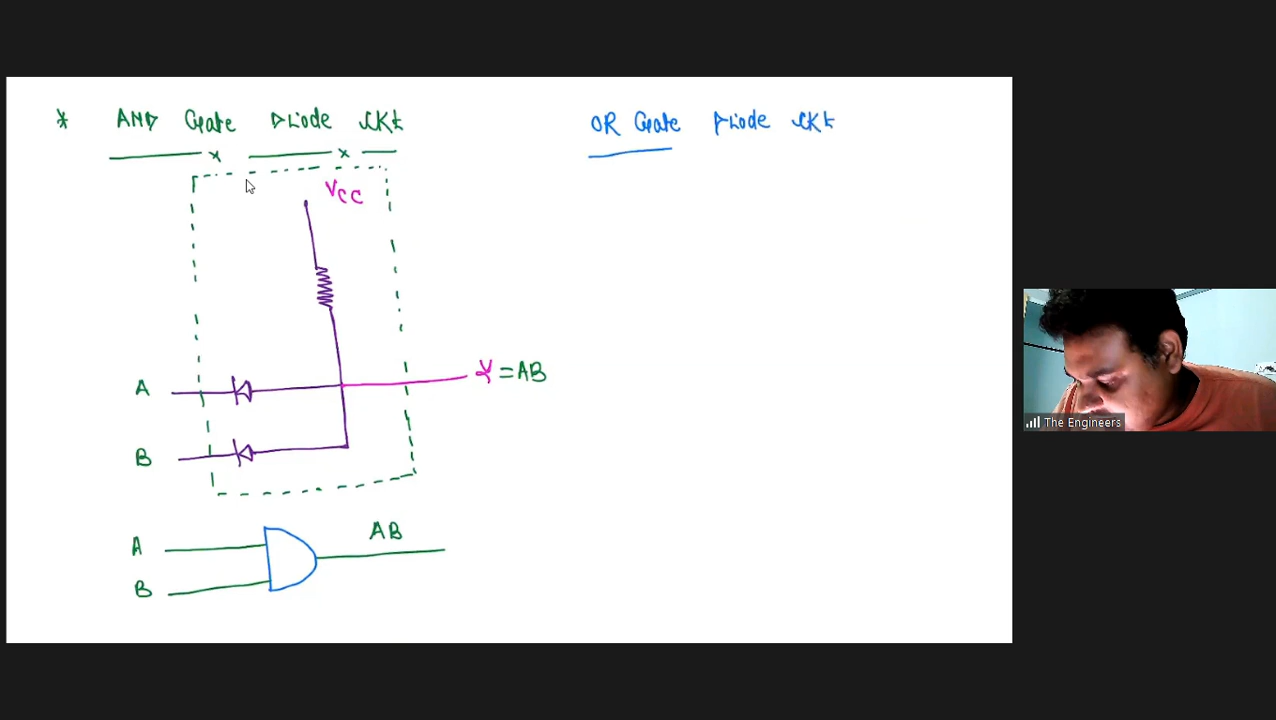 * AND Gate Diode CKt
VCC
A
Y = AB
B
A
AB
B
OR Gate Diode CKt
The Engineers